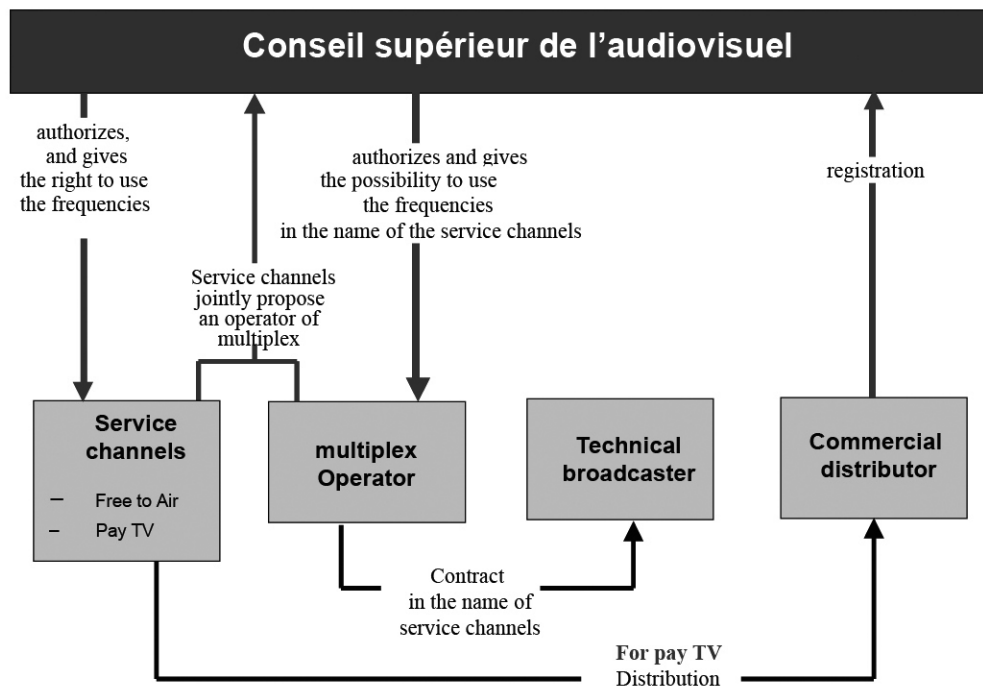 Conseil supérieur de l’audiovisuel
authorizes,
and gives
the right to use
the frequencies
authorizes and gives
the possibility to use
the frequencies
in the name of the service channels
registration
Service channels
jointly propose
an operator of
multiplex
Service
channels
– Free to Air
– Pay TV
multiplex
Operator
Technical
broadcaster
Commercial
distributor
Contract
in the name of
service channels
For pay TV
Distribution